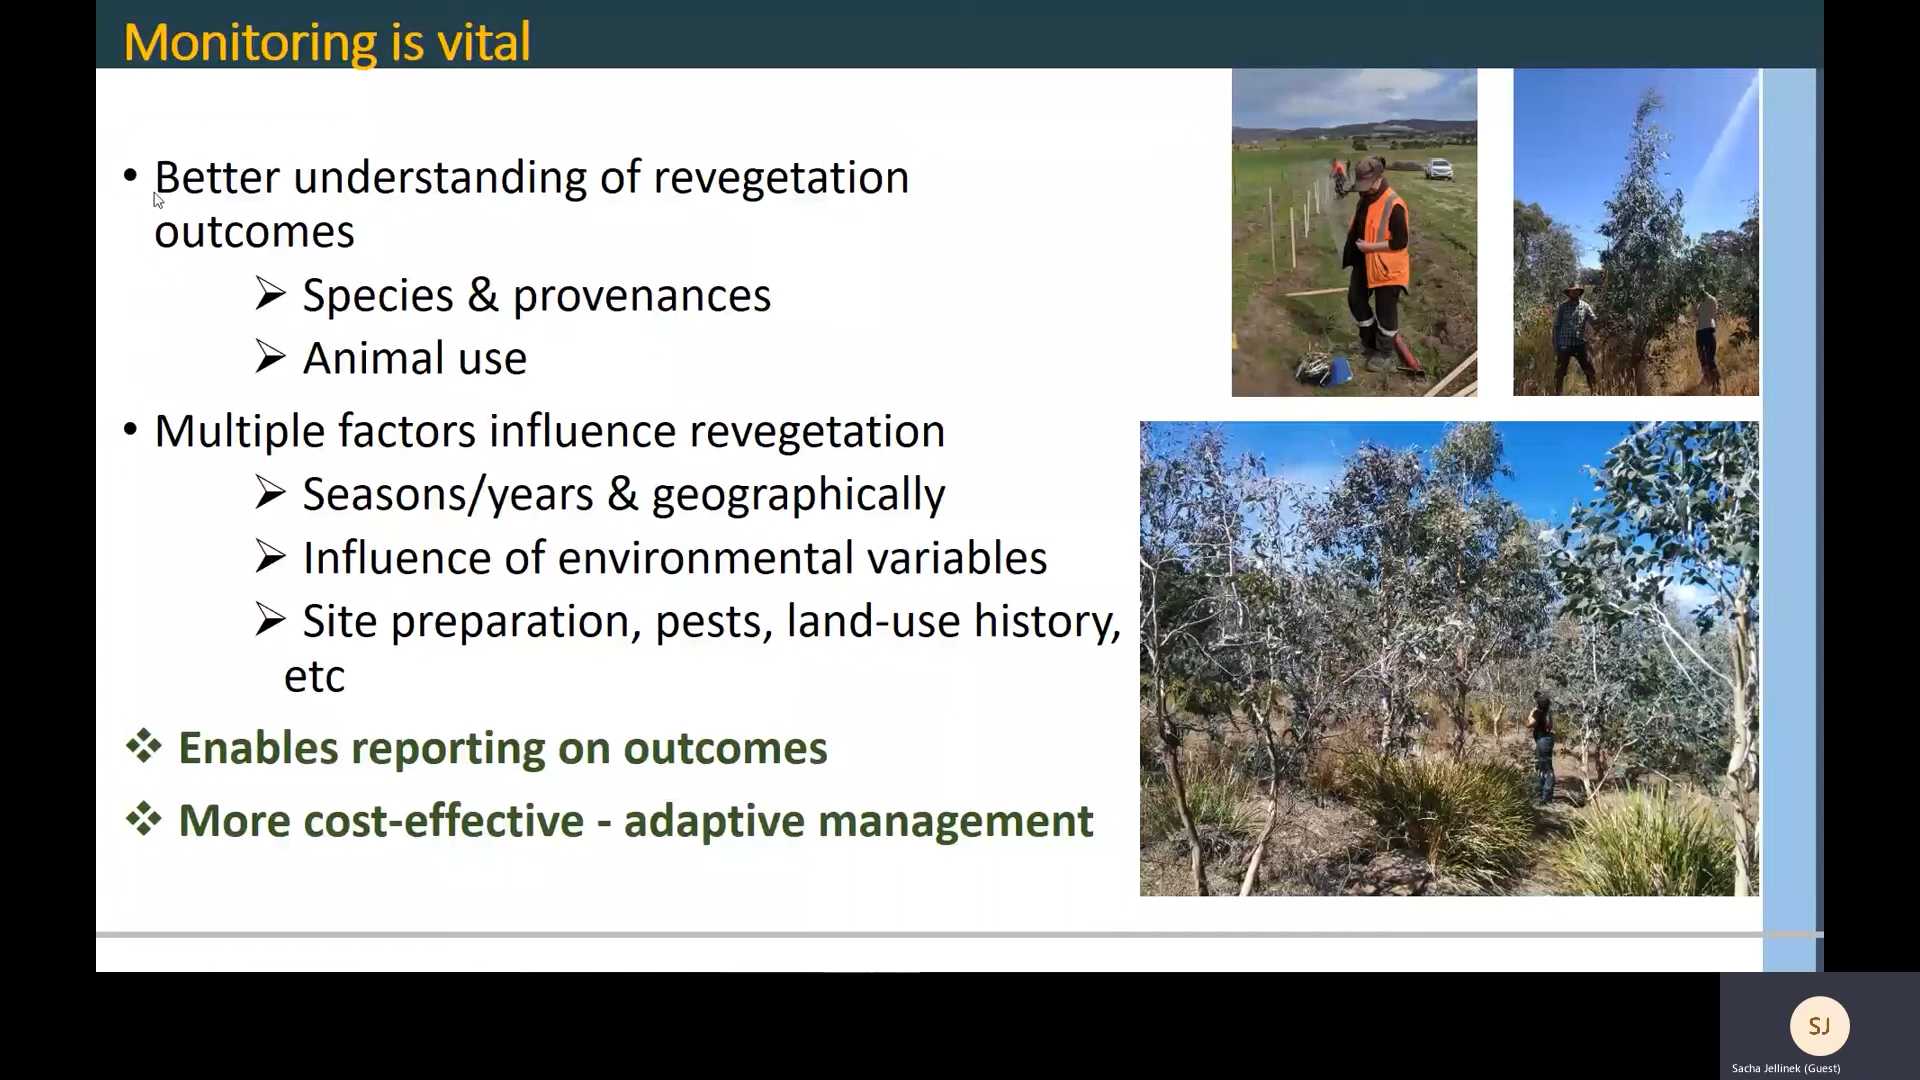 Monitoring is vital
• Better understanding of revegetation
outcomes
➢ Species & provenances
➢ Animal use
• Multiple factors influence revegetation
➢ Seasons/years & geographically
➢ Influence of environmental variables
➢ Site preparation, pests, land-use history,
etc
❖ Enables reporting on outcomes
❖ More cost-effective - adaptive management
SJ
Sacha Jellinek (Guest)